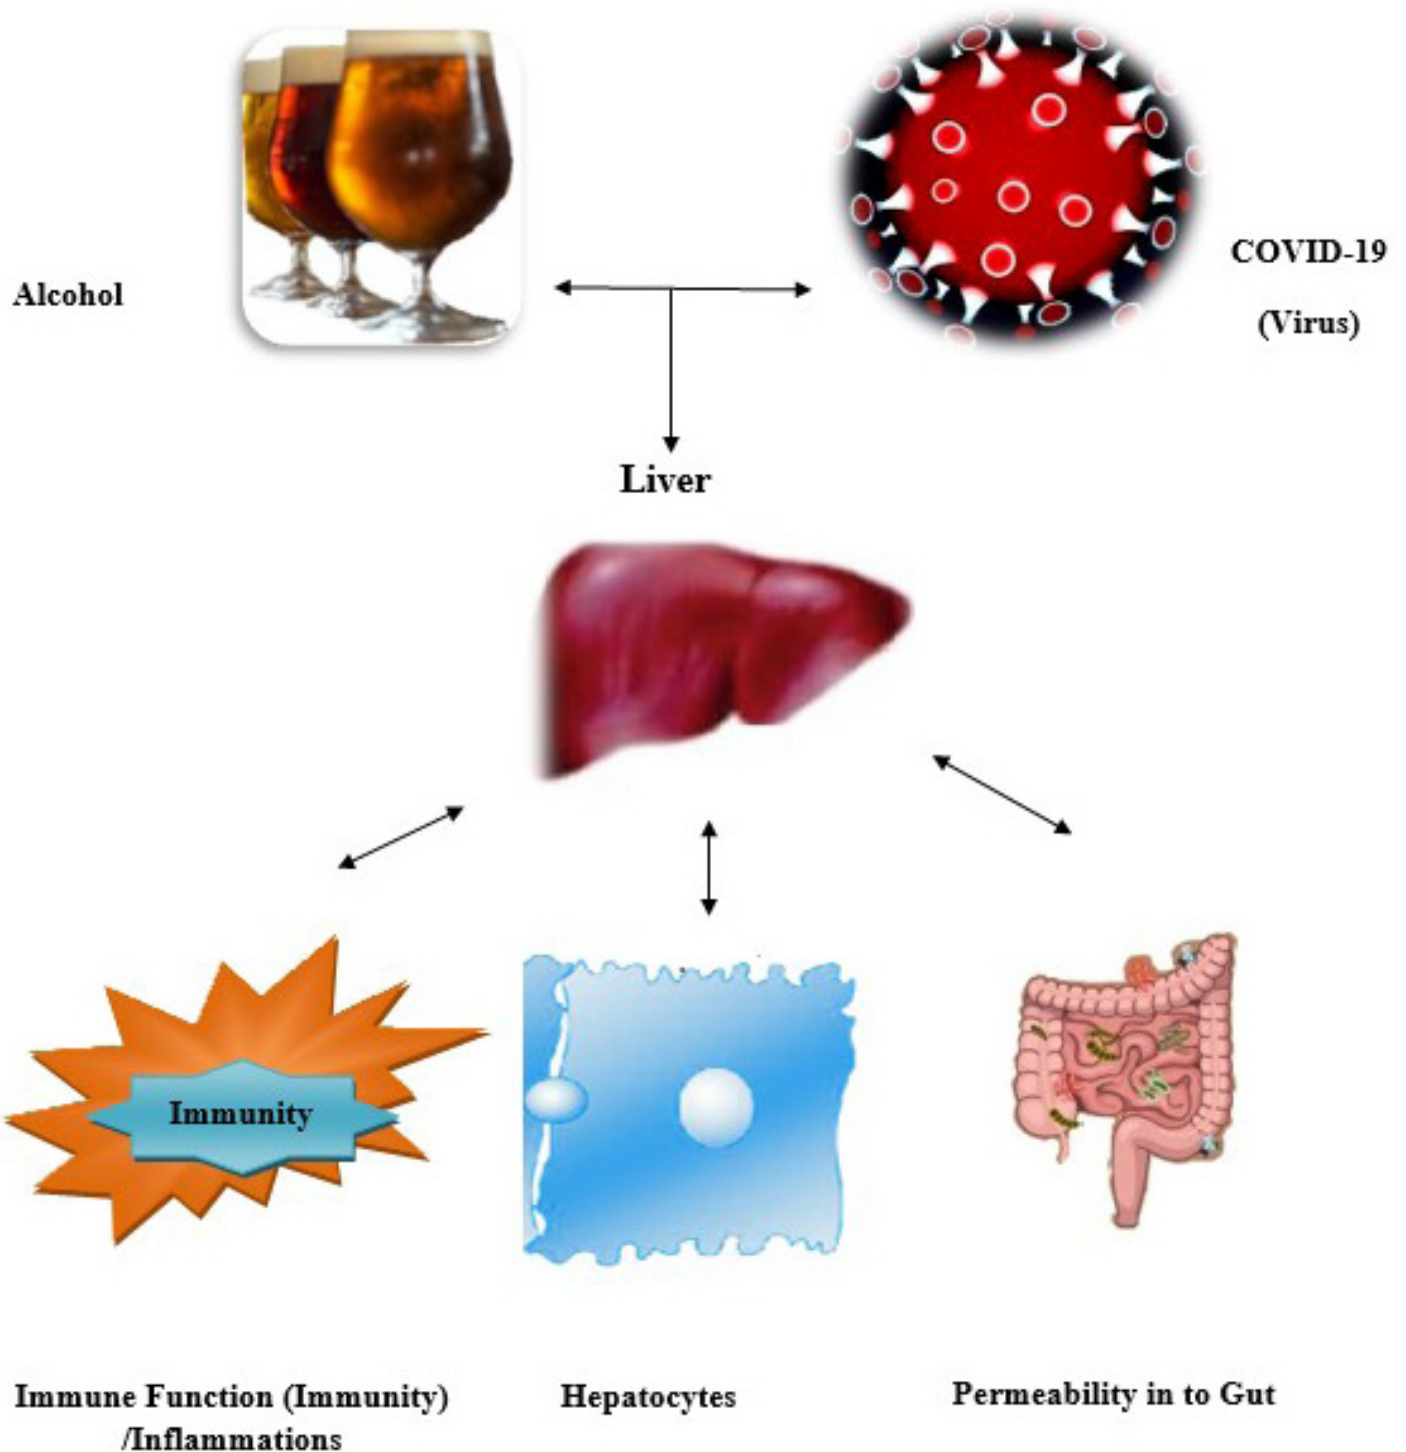 Alcohol
COVID-19
(Virus)
Liver
Immunity
Immune Function (Immunity)
/Inflammations
Hepatocytes
Permeability in to Gut